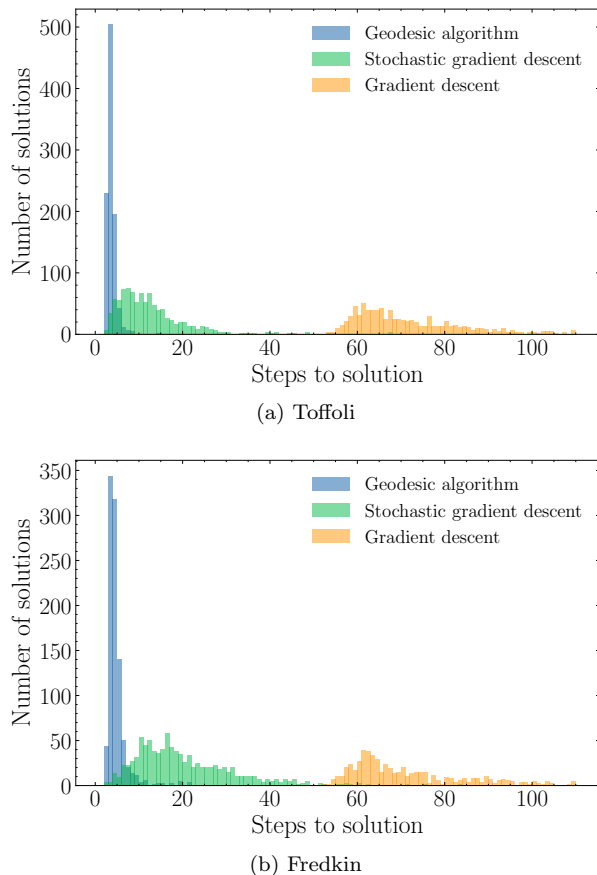 500
400
300
200
100
0
Number of solutions
Geodesic algorithm
Stochastic gradient descent
Gradient descent
0 20 40 60 80 100
Steps to solution
(a) Toffoli
350
300
250
200
150
100
50
0
Number of solutions
Geodesic algorithm
Stochastic gradient descent
Gradient descent
0 20 40 60 80 100
Steps to solution
(b) Fredkin